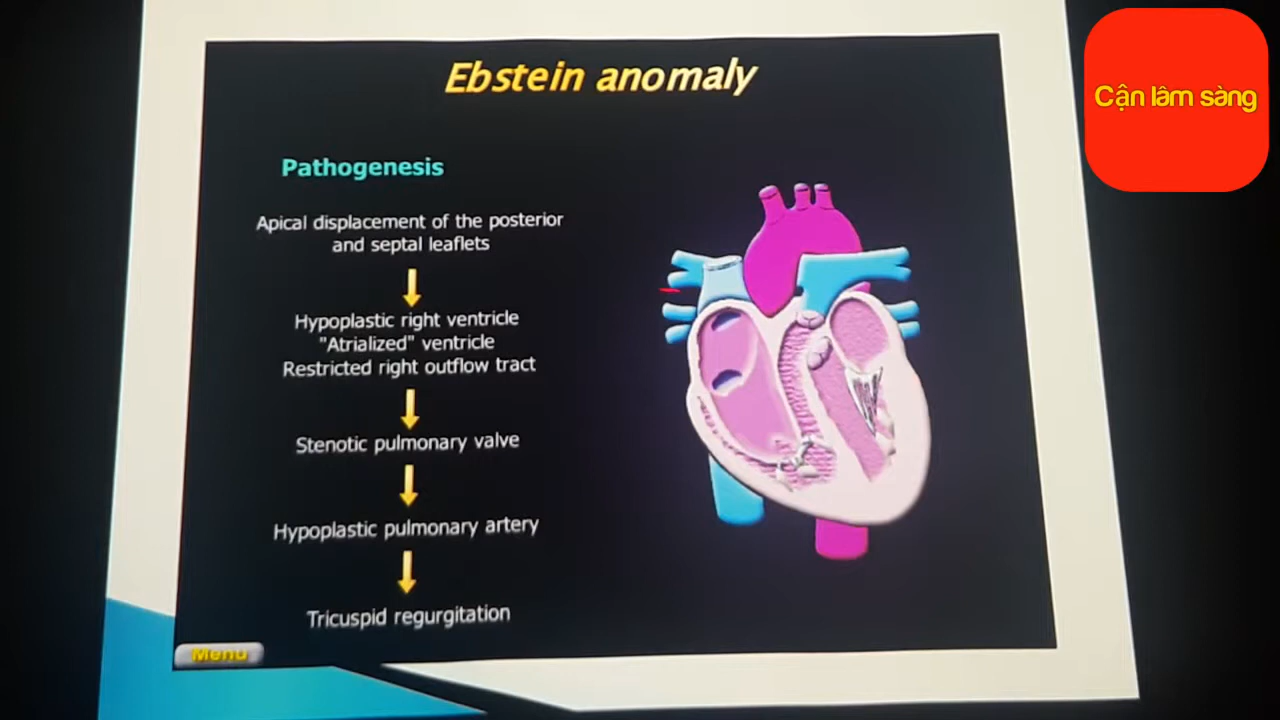 Ebstein anomaly
Cận lâm sàng
Pathogenesis
Apical displacement of the posterior
and septal leaflets
Hypoplastic right ventricle
"Atrialized" ventricle
Restricted right outflow tract
Stenotic pulmonary valve
Hypoplastic pulmonary artery
Tricuspid regurgitation
Menu